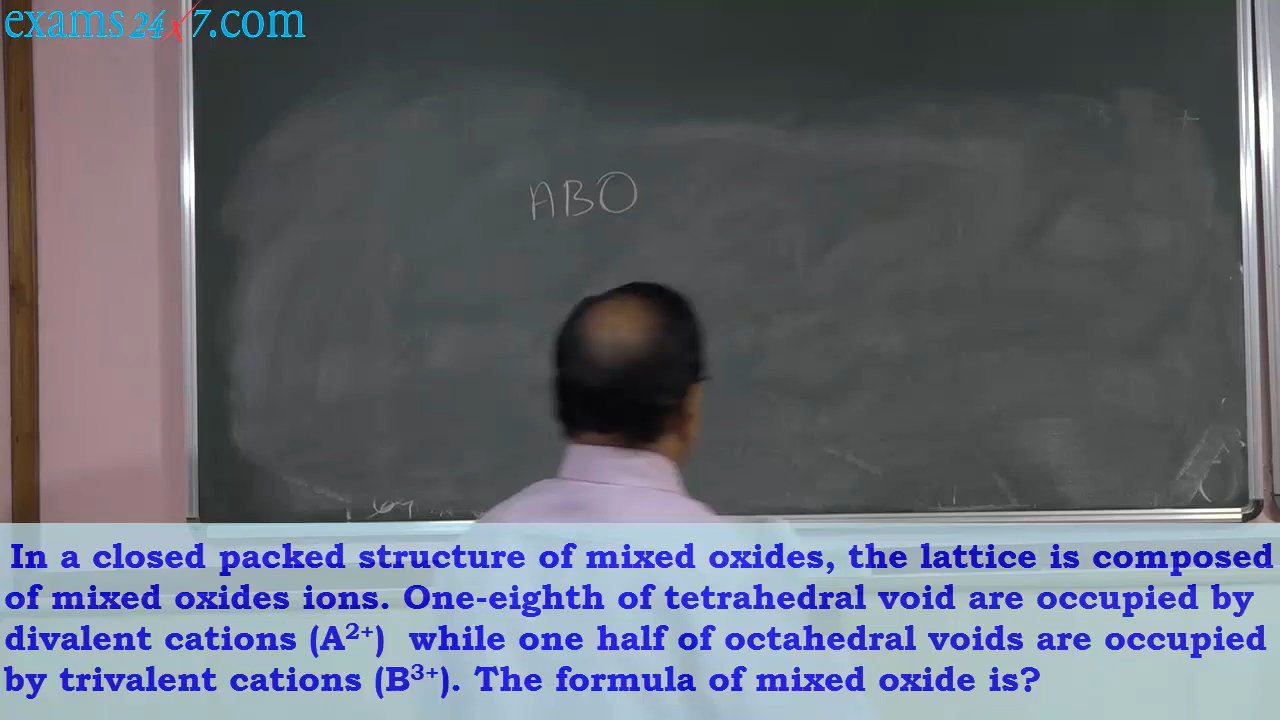 exams24x7.com
ABO
In a closed packed structure of mixed oxides, the lattice is composed
of mixed oxides ions. One-eighth of tetrahedral void are occupied by
divalent cations (A²⁺) while one half of octahedral voids are occupied
by trivalent cations (B³⁺). The formula of mixed oxide is?